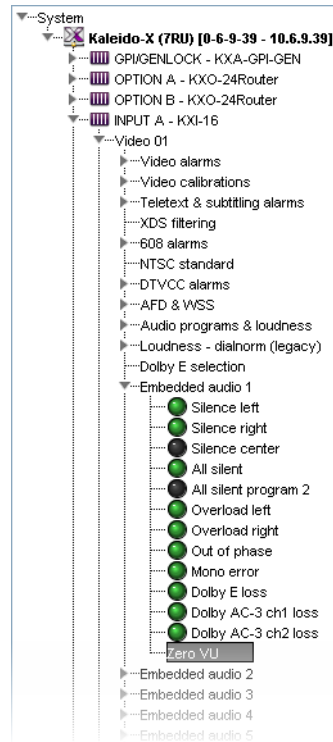 System
Kaleido-X (7RU) [0-6-9-39 - 10.6.9.39]
GPI/GENLOCK - KXA-GPI-GEN
OPTION A - KXO-24Router
OPTION B - KXO-24Router
INPUT A - KXI-16
Video 01
Video alarms
Video calibrations
Teletext & subtitling alarms
XDS filtering
608 alarms
NTSC standard
DTVCC alarms
AFD & WSS
Audio programs & loudness
Loudness - dialnorm (legacy)
Dolby E selection
Embedded audio 1
Silence left
Silence right
Silence center
All silent
All silent program 2
Overload left
Overload right
Out of phase
Mono error
Dolby E loss
Dolby AC-3 ch1 loss
Dolby AC-3 ch2 loss
Zero VU
Embedded audio 2
Embedded audio 3
Embedded audio 4
Embedded audio 5